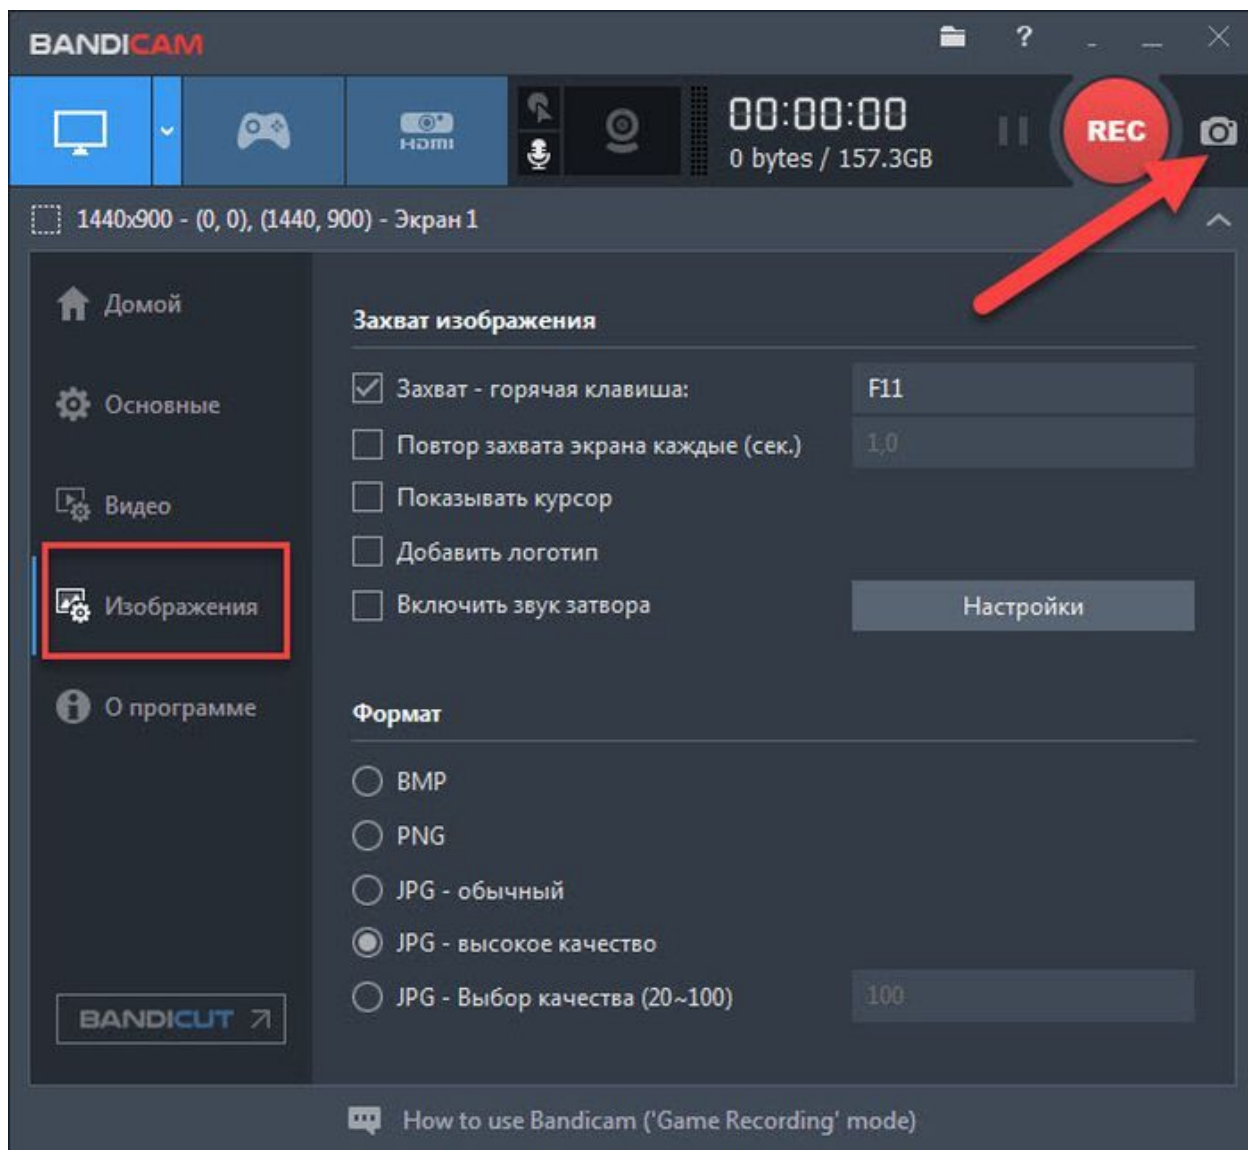 BANDICAM
?
HDMI
00:00:00
0 bytes / 157.3GB
REC
1440x900 - (0, 0), (1440, 900) - Экран 1
Домой
Основные
Видео
Изображения
О программе
BANDICUT
Захват изображения
Захват - горячая клавиша:
F11
Повтор захвата экрана каждые (сек.)
1,0
Показывать курсор
Добавить логотип
Включить звук затвора
Настройки
Формат
BMP
PNG
JPG - обычный
JPG - высокое качество
JPG - Выбор качества (20~100)
100
How to use Bandicam ('Game Recording' mode)